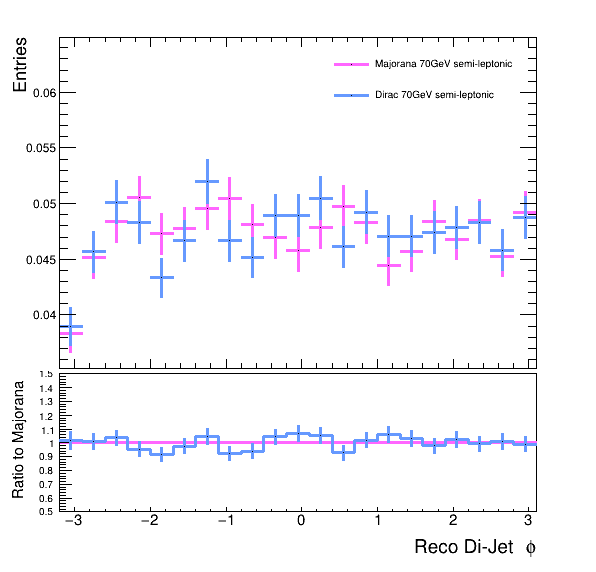 Entries
Majorana 70GeV semi-leptonic
Dirac 70GeV semi-leptonic
0.06
0.055
0.05
0.045
0.04
Ratio to Majorana
1.5
1.4
1.3
1.2
1.1
1
0.9
0.8
0.7
0.6
0.5
−3 −2 −1 0 1 2 3
Reco Di-Jet ϕ